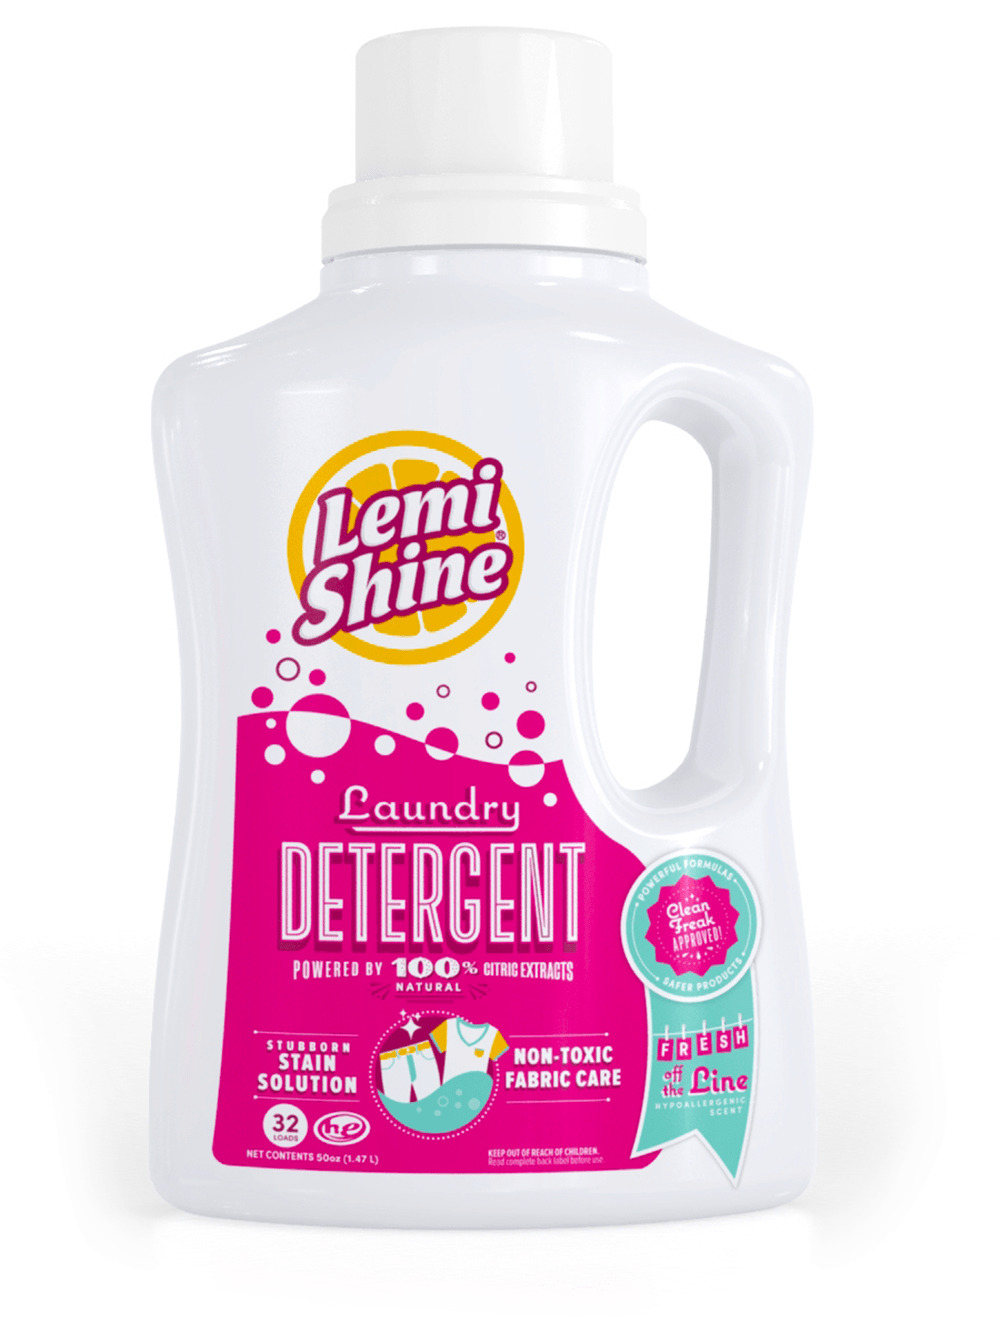 Lemi
Shine®
Laundry
DETERGENT
POWERED BY 100% CITRIC EXTRACTS
NATURAL
STUBBORN
STAIN
SOLUTION
NON-TOXIC
FABRIC CARE
32
LOADS
he
NET CONTENTS 50oz (1.47 L)
KEEP OUT OF REACH OF CHILDREN.
Read complete back label before use.
POWERFUL FORMULAS
Clean
Freak
APPROVED!
SAFER PRODUCTS
FRESH
off
the Line
HYPOALLERGENIC
SCENT